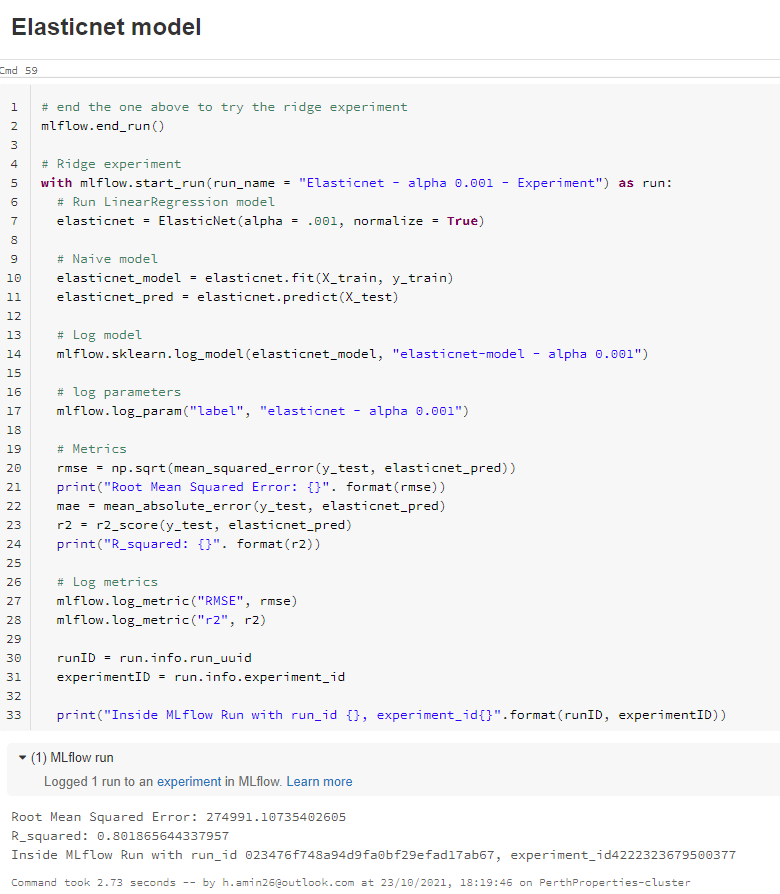 Elasticnet model
Cmd 59
1 # end the one above to try the ridge experiment
2 mlflow.end_run()
3
4 # Ridge experiment
5 with mlflow.start_run(run_name = "Elasticnet - alpha 0.001 - Experiment") as run:
6 # Run LinearRegression model
7 elasticnet = ElasticNet(alpha = .001, normalize = True)
8
9 # Naive model
10 elasticnet_model = elasticnet.fit(X_train, y_train)
11 elasticnet_pred = elasticnet.predict(X_test)
12
13 # Log model
14 mlflow.sklearn.log_model(elasticnet_model, "elasticnet-model - alpha 0.001")
15
16 # log parameters
17 mlflow.log_param("label", "elasticnet - alpha 0.001")
18
19 # Metrics
20 rmse = np.sqrt(mean_squared_error(y_test, elasticnet_pred))
21 print("Root Mean Squared Error: {}". format(rmse))
22 mae = mean_absolute_error(y_test, elasticnet_pred)
23 r2 = r2_score(y_test, elasticnet_pred)
24 print("R_squared: {}". format(r2))
25
26 # Log metrics
27 mlflow.log_metric("RMSE", rmse)
28 mlflow.log_metric("r2", r2)
29
30 runID = run.info.run_uuid
31 experimentID = run.info.experiment_id
32
33 print("Inside MLflow Run with run_id {}, experiment_id{}".format(runID, experimentID))
(1) MLflow run
Logged 1 run to an experiment in MLflow. Learn more
Root Mean Squared Error: 274991.10735402605
R_squared: 0.801865644337957
Inside MLflow Run with run_id 023476f748a94d9fa0bf29efad17ab67, experiment_id4222323679500377
Command took 2.73 seconds -- by h.amin26@outlook.com at 23/10/2021, 18:19:46 on PerthProperties-cluster